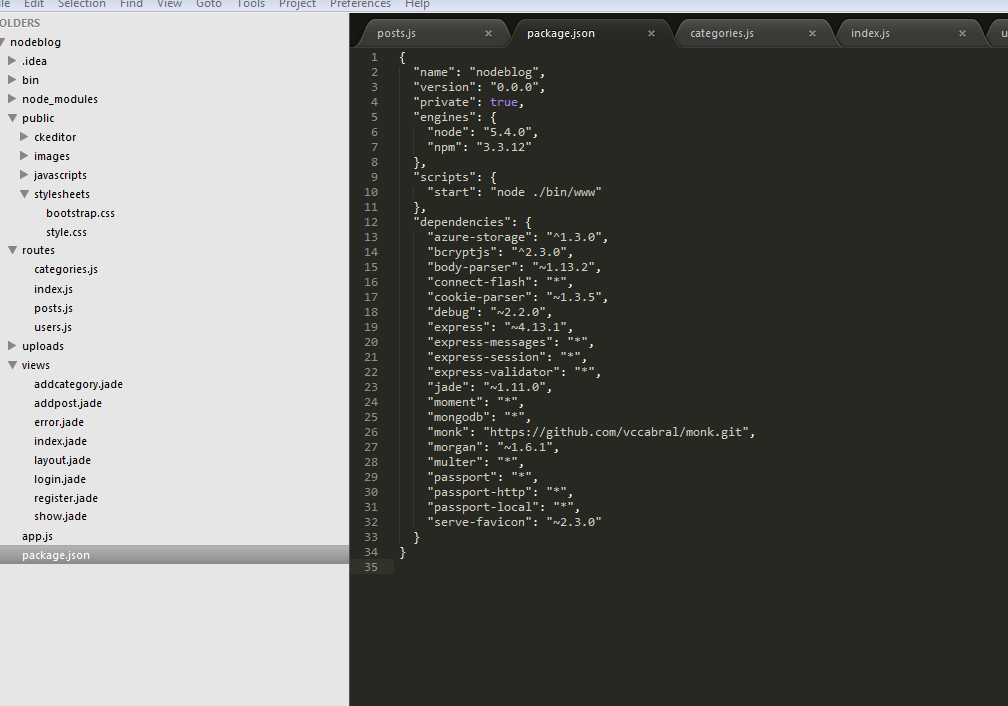 le Edit Selection Find View Goto Tools Project Preferences Help
OLDERS
nodeblog
.idea
bin
node_modules
public
ckeditor
images
javascripts
stylesheets
bootstrap.css
style.css
routes
categories.js
index.js
posts.js
users.js
uploads
views
addcategory.jade
addpost.jade
error.jade
index.jade
layout.jade
login.jade
register.jade
show.jade
app.js
package.json
posts.js × package.json × categories.js × index.js × u
1 {
2 "name": "nodeblog",
3 "version": "0.0.0",
4 "private": true,
5 "engines": {
6 "node": "5.4.0",
7 "npm": "3.3.12"
8 },
9 "scripts": {
10 "start": "node ./bin/www"
11 },
12 "dependencies": {
13 "azure-storage": "^1.3.0",
14 "bcryptjs": "^2.3.0",
15 "body-parser": "~1.13.2",
16 "connect-flash": "*",
17 "cookie-parser": "~1.3.5",
18 "debug": "~2.2.0",
19 "express": "~4.13.1",
20 "express-messages": "*",
21 "express-session": "*",
22 "express-validator": "*",
23 "jade": "~1.11.0",
24 "moment": "*",
25 "mongodb": "*",
26 "monk": "https://github.com/vccabral/monk.git",
27 "morgan": "~1.6.1",
28 "multer": "*",
29 "passport": "*",
30 "passport-http": "*",
31 "passport-local": "*",
32 "serve-favicon": "~2.3.0"
33 }
34 }
35